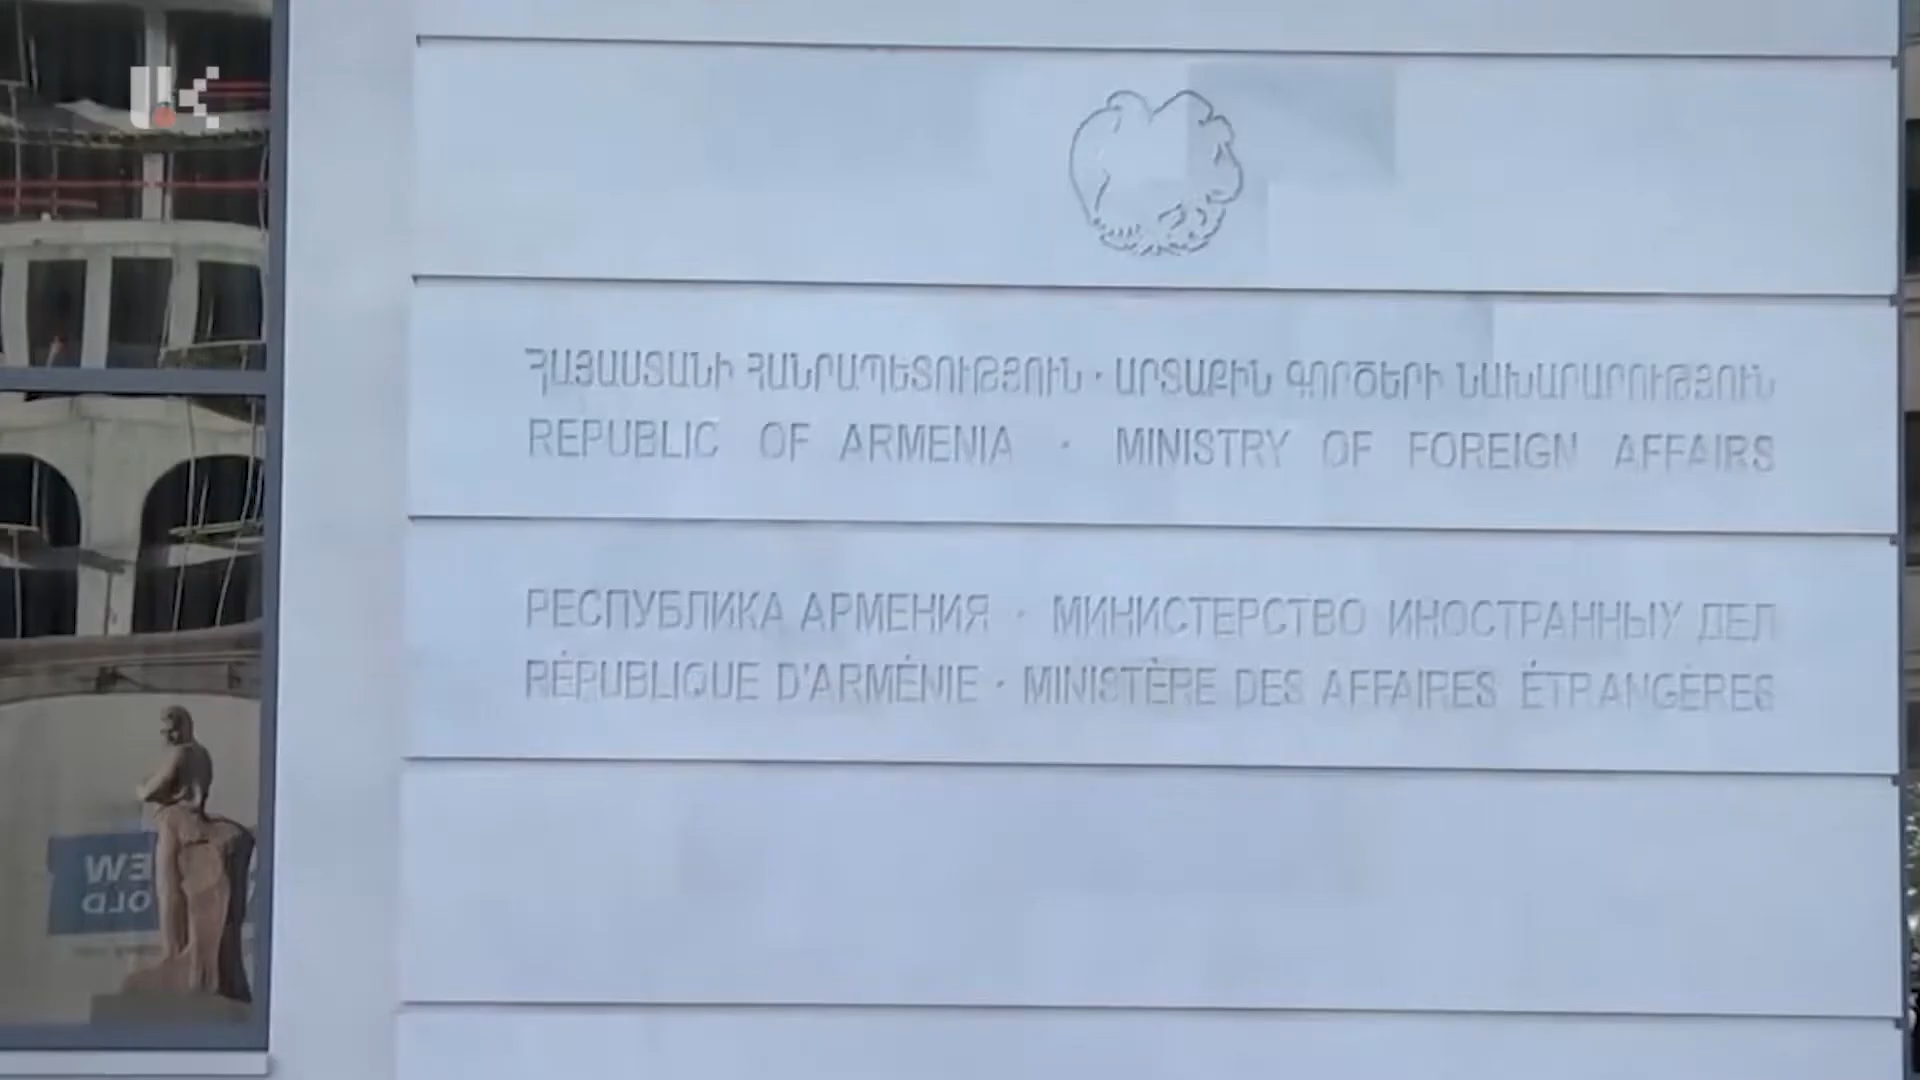 ՀԱՅԱՍՏԱՆԻ ՀԱՆՐԱՊԵՏՈՒԹՅՈՒՆ · ԱՐՏԱՔԻՆ ԳՈՐԾԵՐԻ ՆԱԽԱՐԱՐՈՒԹՅՈՒՆ
REPUBLIC OF ARMENIA · MINISTRY OF FOREIGN AFFAIRS
РЕСПУБЛИКА АРМЕНИЯ · МИНИСТЕРСТВО ИНОСТРАННЫУ ДЕЛ
RÉPUBLIQUE D'ARMÉNIE · MINISTÈRE DES AFFAIRES ÉTRANGÈRES